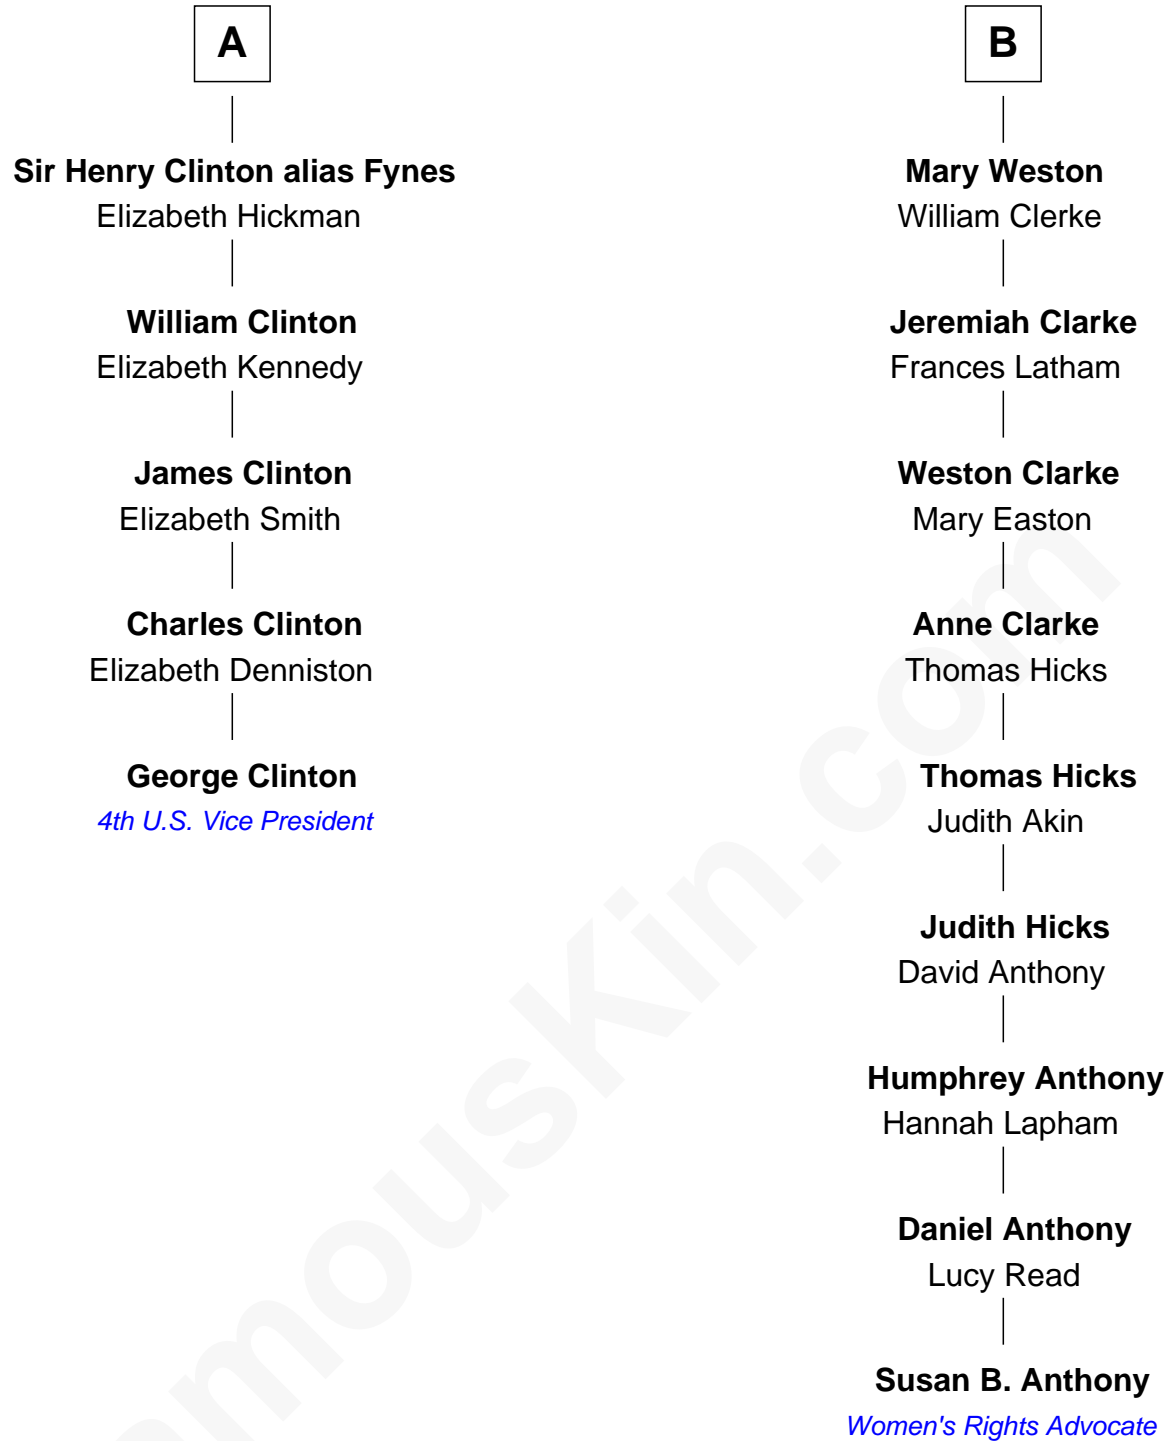 A
Sir Henry Clinton alias Fynes
Elizabeth Hickman
William Clinton
Elizabeth Kennedy
James Clinton
Elizabeth Smith
Charles Clinton
Elizabeth Denniston
George Clinton
4th U.S. Vice President
B
Mary Weston
William Clerke
Jeremiah Clarke
Frances Latham
Weston Clarke
Mary Easton
Anne Clarke
Thomas Hicks
Thomas Hicks
Judith Akin
Judith Hicks
David Anthony
Humphrey Anthony
Hannah Lapham
Daniel Anthony
Lucy Read
Susan B. Anthony
Women's Rights Advocate
amouskin.com